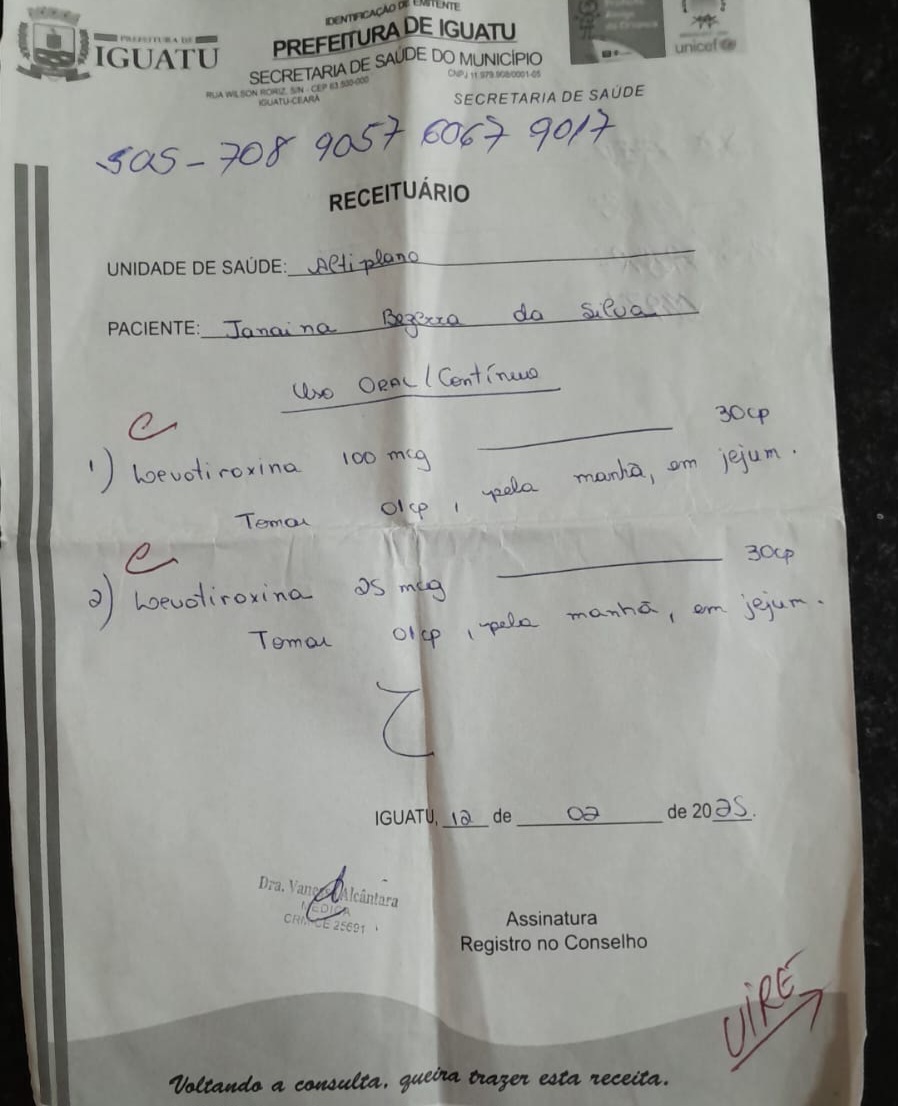 IDENTIFICAÇÃO DE EMITENTE
PREFEITURA DE
IGUATU
PREFEITURA DE IGUATU
SECRETARIA DE SAÚDE DO MUNICÍPIO
CNPJ 11.979.908/0001-05
RUA WILSON RORIZ, S/N - CEP 63.500-000
IGUATU-CEARÁ
SECRETARIA DE SAÚDE
unicef
SUS - 708 9057 6067 9017
RECEITUÁRIO
UNIDADE DE SAÚDE: Altiplano
PACIENTE: Janaina Bezerra da Silva
Uso ORAL / Contínuo
1) Levotiroxina 100 mcg 30cp
Tomar 01cp, pela manhã, em jejum.
2) Levotiroxina 25 mcg 30cp
Tomar 01cp, pela manhã, em jejum.
IGUATU, 12 de 02 de 2025.
Dra. Alcântara
MÉDICA
CRM-CE 25691
Assinatura
Registro no Conselho
VIRE
Voltando a consulta, queira trazer esta receita.